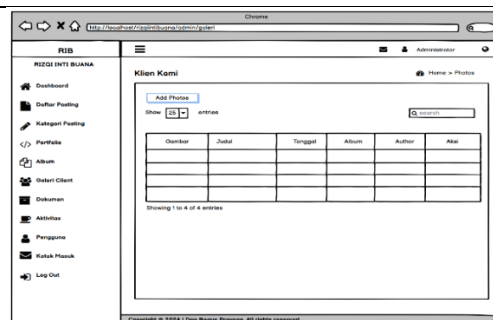 Chrome
http://localhost/rizqiintibuana/admin/galeri
RIB
Administrator
RIZQI INTI BUANA
Klien Kami
Home > Photos
Dashboard
Daftar Posting
Kategori Posting
Portfolio
Album
Galeri Client
Dokumen
Aktivitas
Pengguna
Kotak Masuk
Log Out
Add Photos
Show 25 entries
search
Gambar Judul Tanggal Album Author Aksi
Showing 1 to 4 of 4 entries